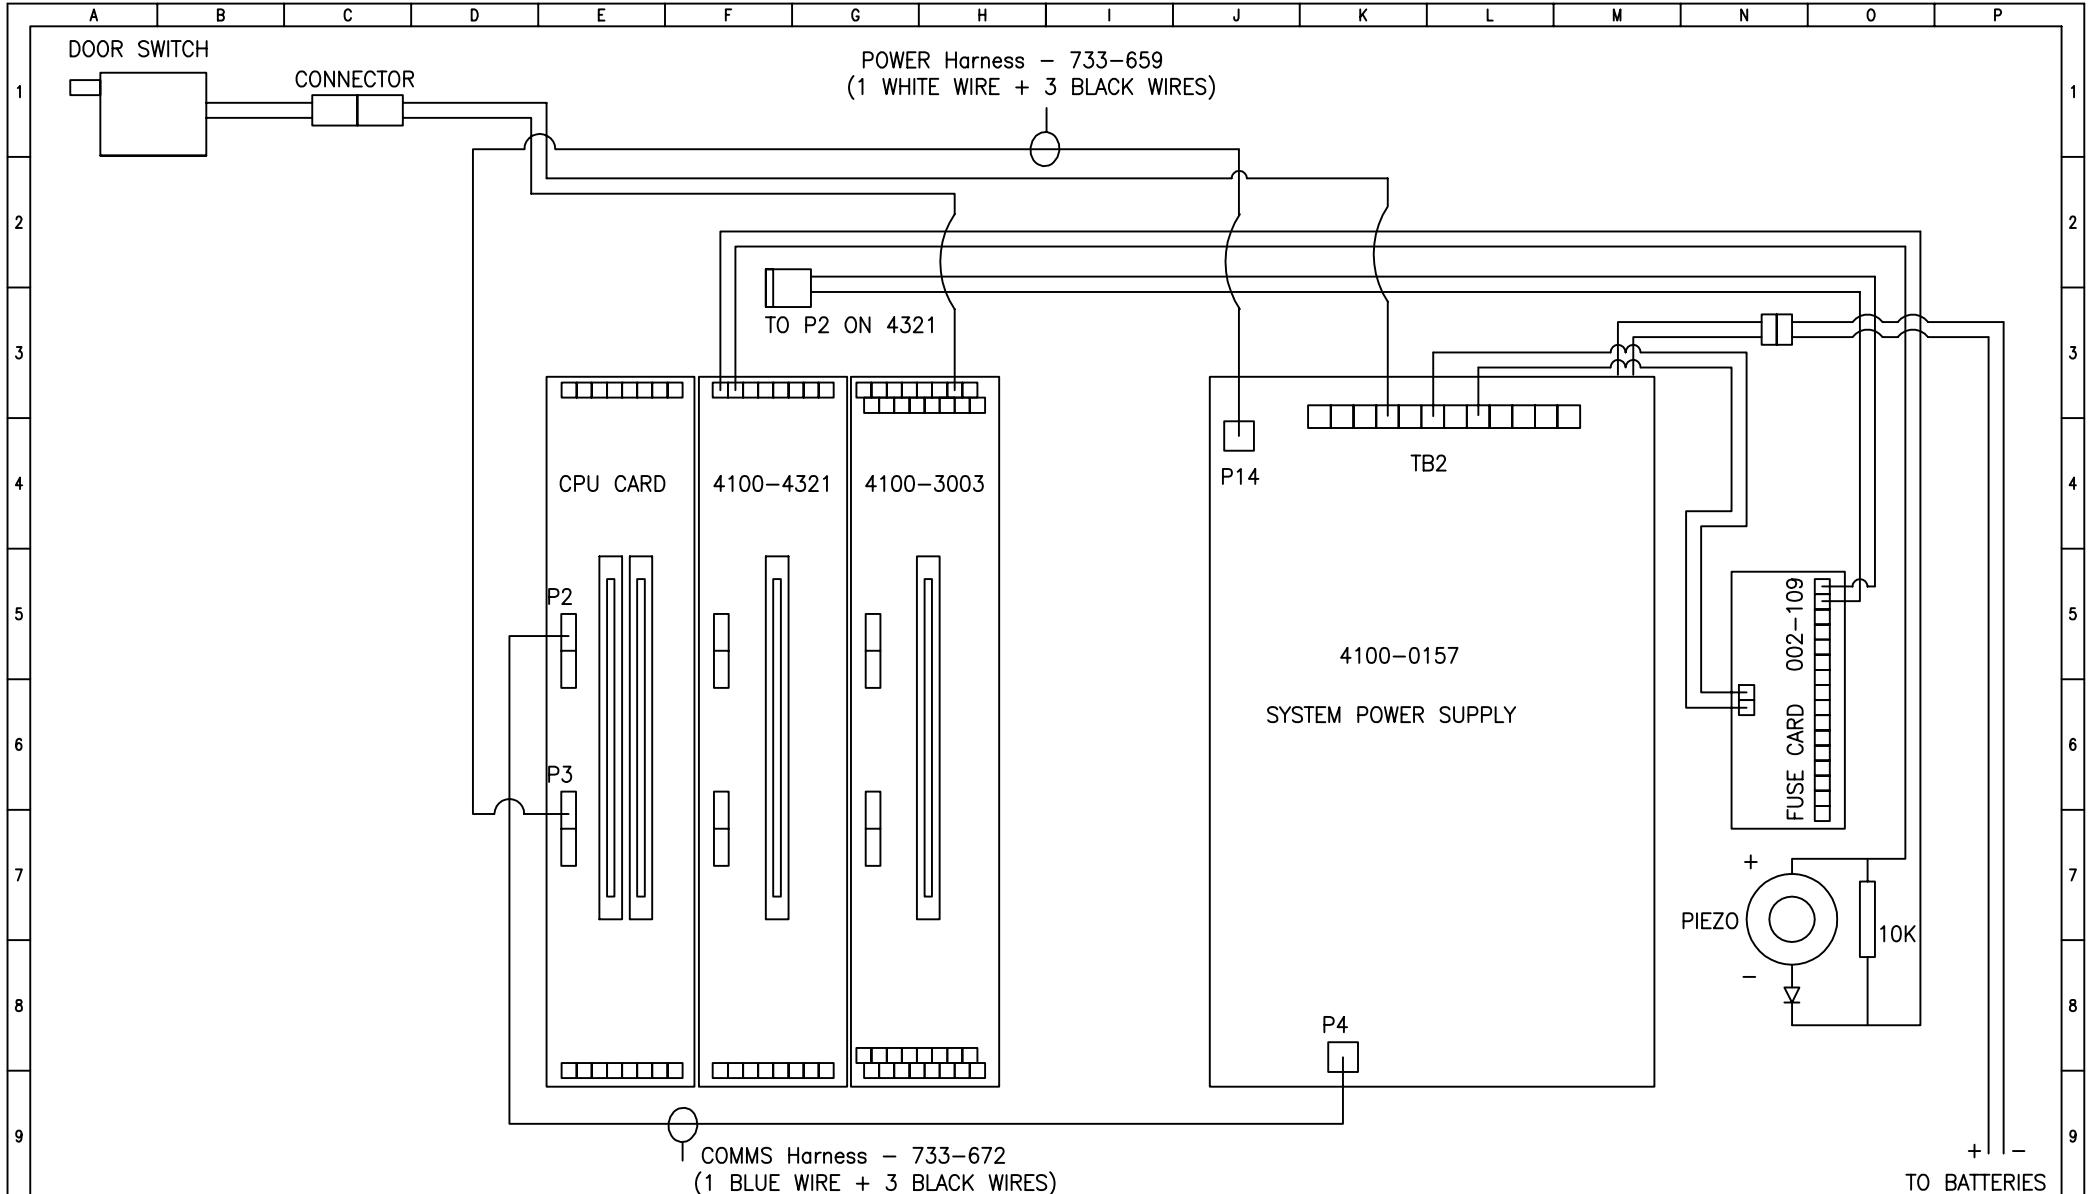 A B C D E F G H I J K L M N O P
DOOR SWITCH
CONNECTOR
POWER Harness - 733-659
(1 WHITE WIRE + 3 BLACK WIRES)
1 1
2 2
TO P2 ON 4321
3 3
CPU CARD 4100-4321 4100-3003
P14
TB2
4 4
P2
5 5
4100-0157
SYSTEM POWER SUPPLY
FUSE CARD 002-109
6 6
P3
7 7
+
PIEZO
10K
-
8 8
P4
9 9
COMMS Harness - 733-672
(1 BLUE WIRE + 3 BLACK WIRES)
+ -
TO BATTERIES